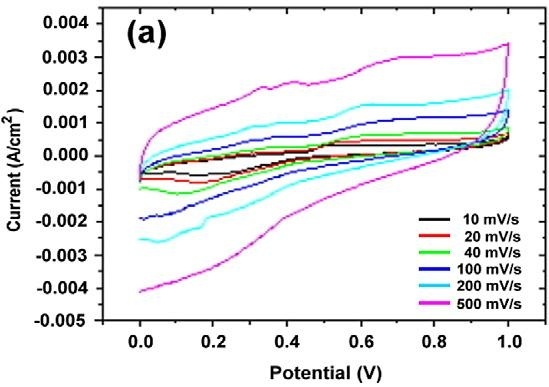 (a)
0.004
0.003
0.002
0.001
0.000
-0.001
-0.002
-0.003
-0.004
-0.005
Current (A/cm²)
10 mV/s
20 mV/s
40 mV/s
100 mV/s
200 mV/s
500 mV/s
0.0 0.2 0.4 0.6 0.8 1.0
Potential (V)